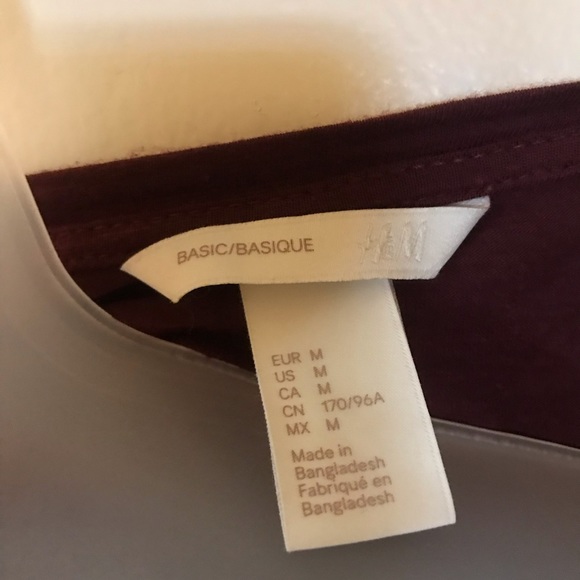 BASIC/BASIQUE H&M
EUR M
US M
CA M
CN 170/96A
MX M
Made in
Bangladesh
Fabriqué en
Bangladesh